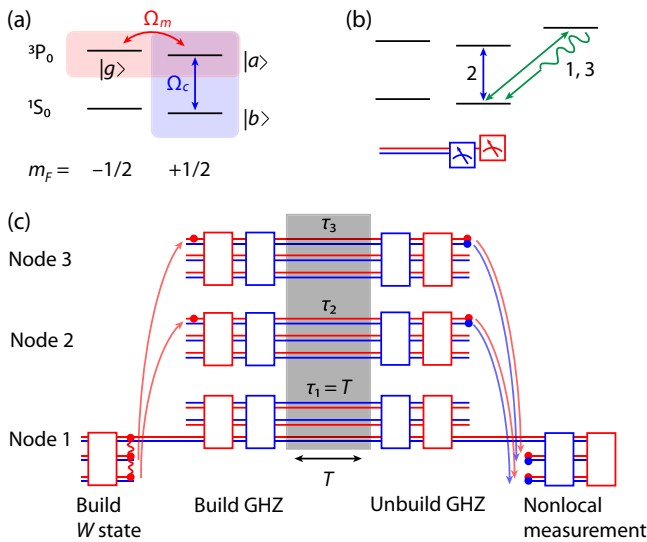 (a)
Ωm
³P₀
|g⟩
|a⟩
Ωc
¹S₀
|b⟩
mF = −1/2 +1/2
(b)
2
1, 3
(c)
τ₃
Node 3
τ₂
Node 2
τ₁ = T
Node 1
T
Build
W state
Build GHZ
Unbuild GHZ
Nonlocal
measurement